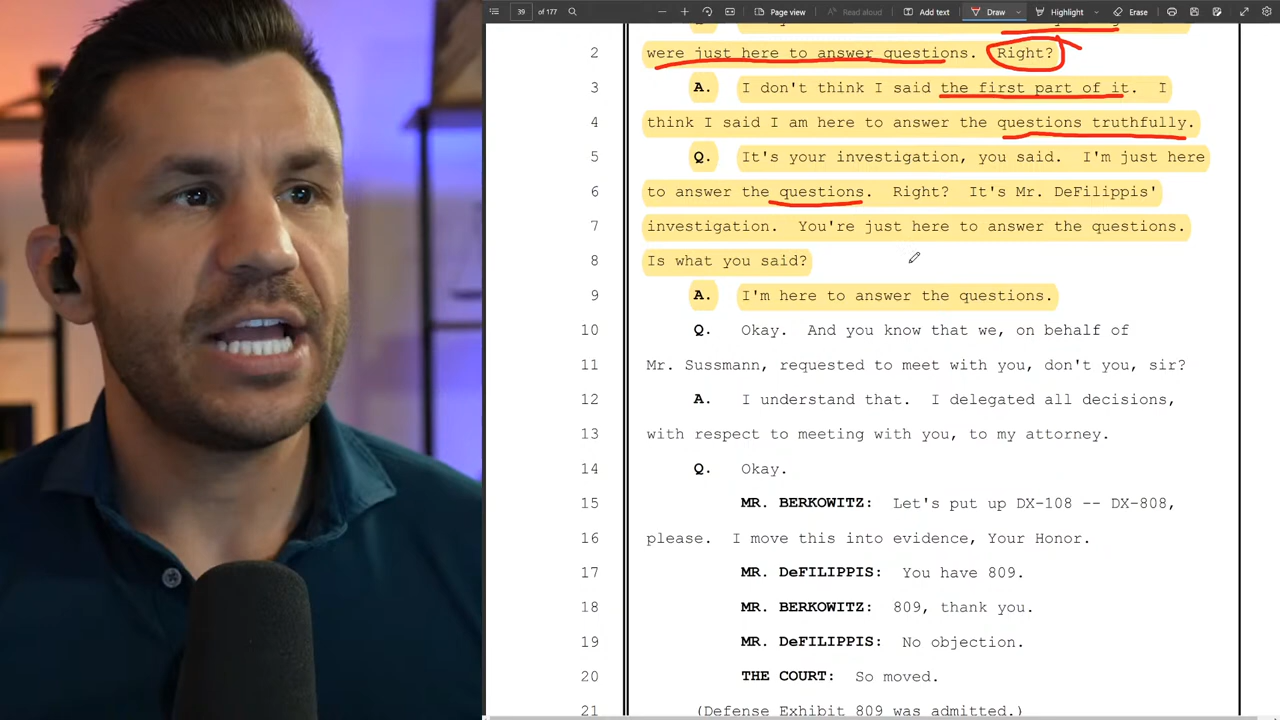 39 of 177
Page view
Read aloud
Add text
Draw
Highlight
Erase
2 were just here to answer questions. Right?
3 A. I don't think I said the first part of it. I
4 think I said I am here to answer the questions truthfully.
5 Q. It's your investigation, you said. I'm just here
6 to answer the questions. Right? It's Mr. DeFilippis'
7 investigation. You're just here to answer the questions.
8 Is what you said?
9 A. I'm here to answer the questions.
10 Q. Okay. And you know that we, on behalf of
11 Mr. Sussmann, requested to meet with you, don't you, sir?
12 A. I understand that. I delegated all decisions,
13 with respect to meeting with you, to my attorney.
14 Q. Okay.
15 MR. BERKOWITZ: Let's put up DX-108 -- DX-808,
16 please. I move this into evidence, Your Honor.
17 MR. DeFILIPPIS: You have 809.
18 MR. BERKOWITZ: 809, thank you.
19 MR. DeFILIPPIS: No objection.
20 THE COURT: So moved.
21 (Defense Exhibit 809 was admitted.)